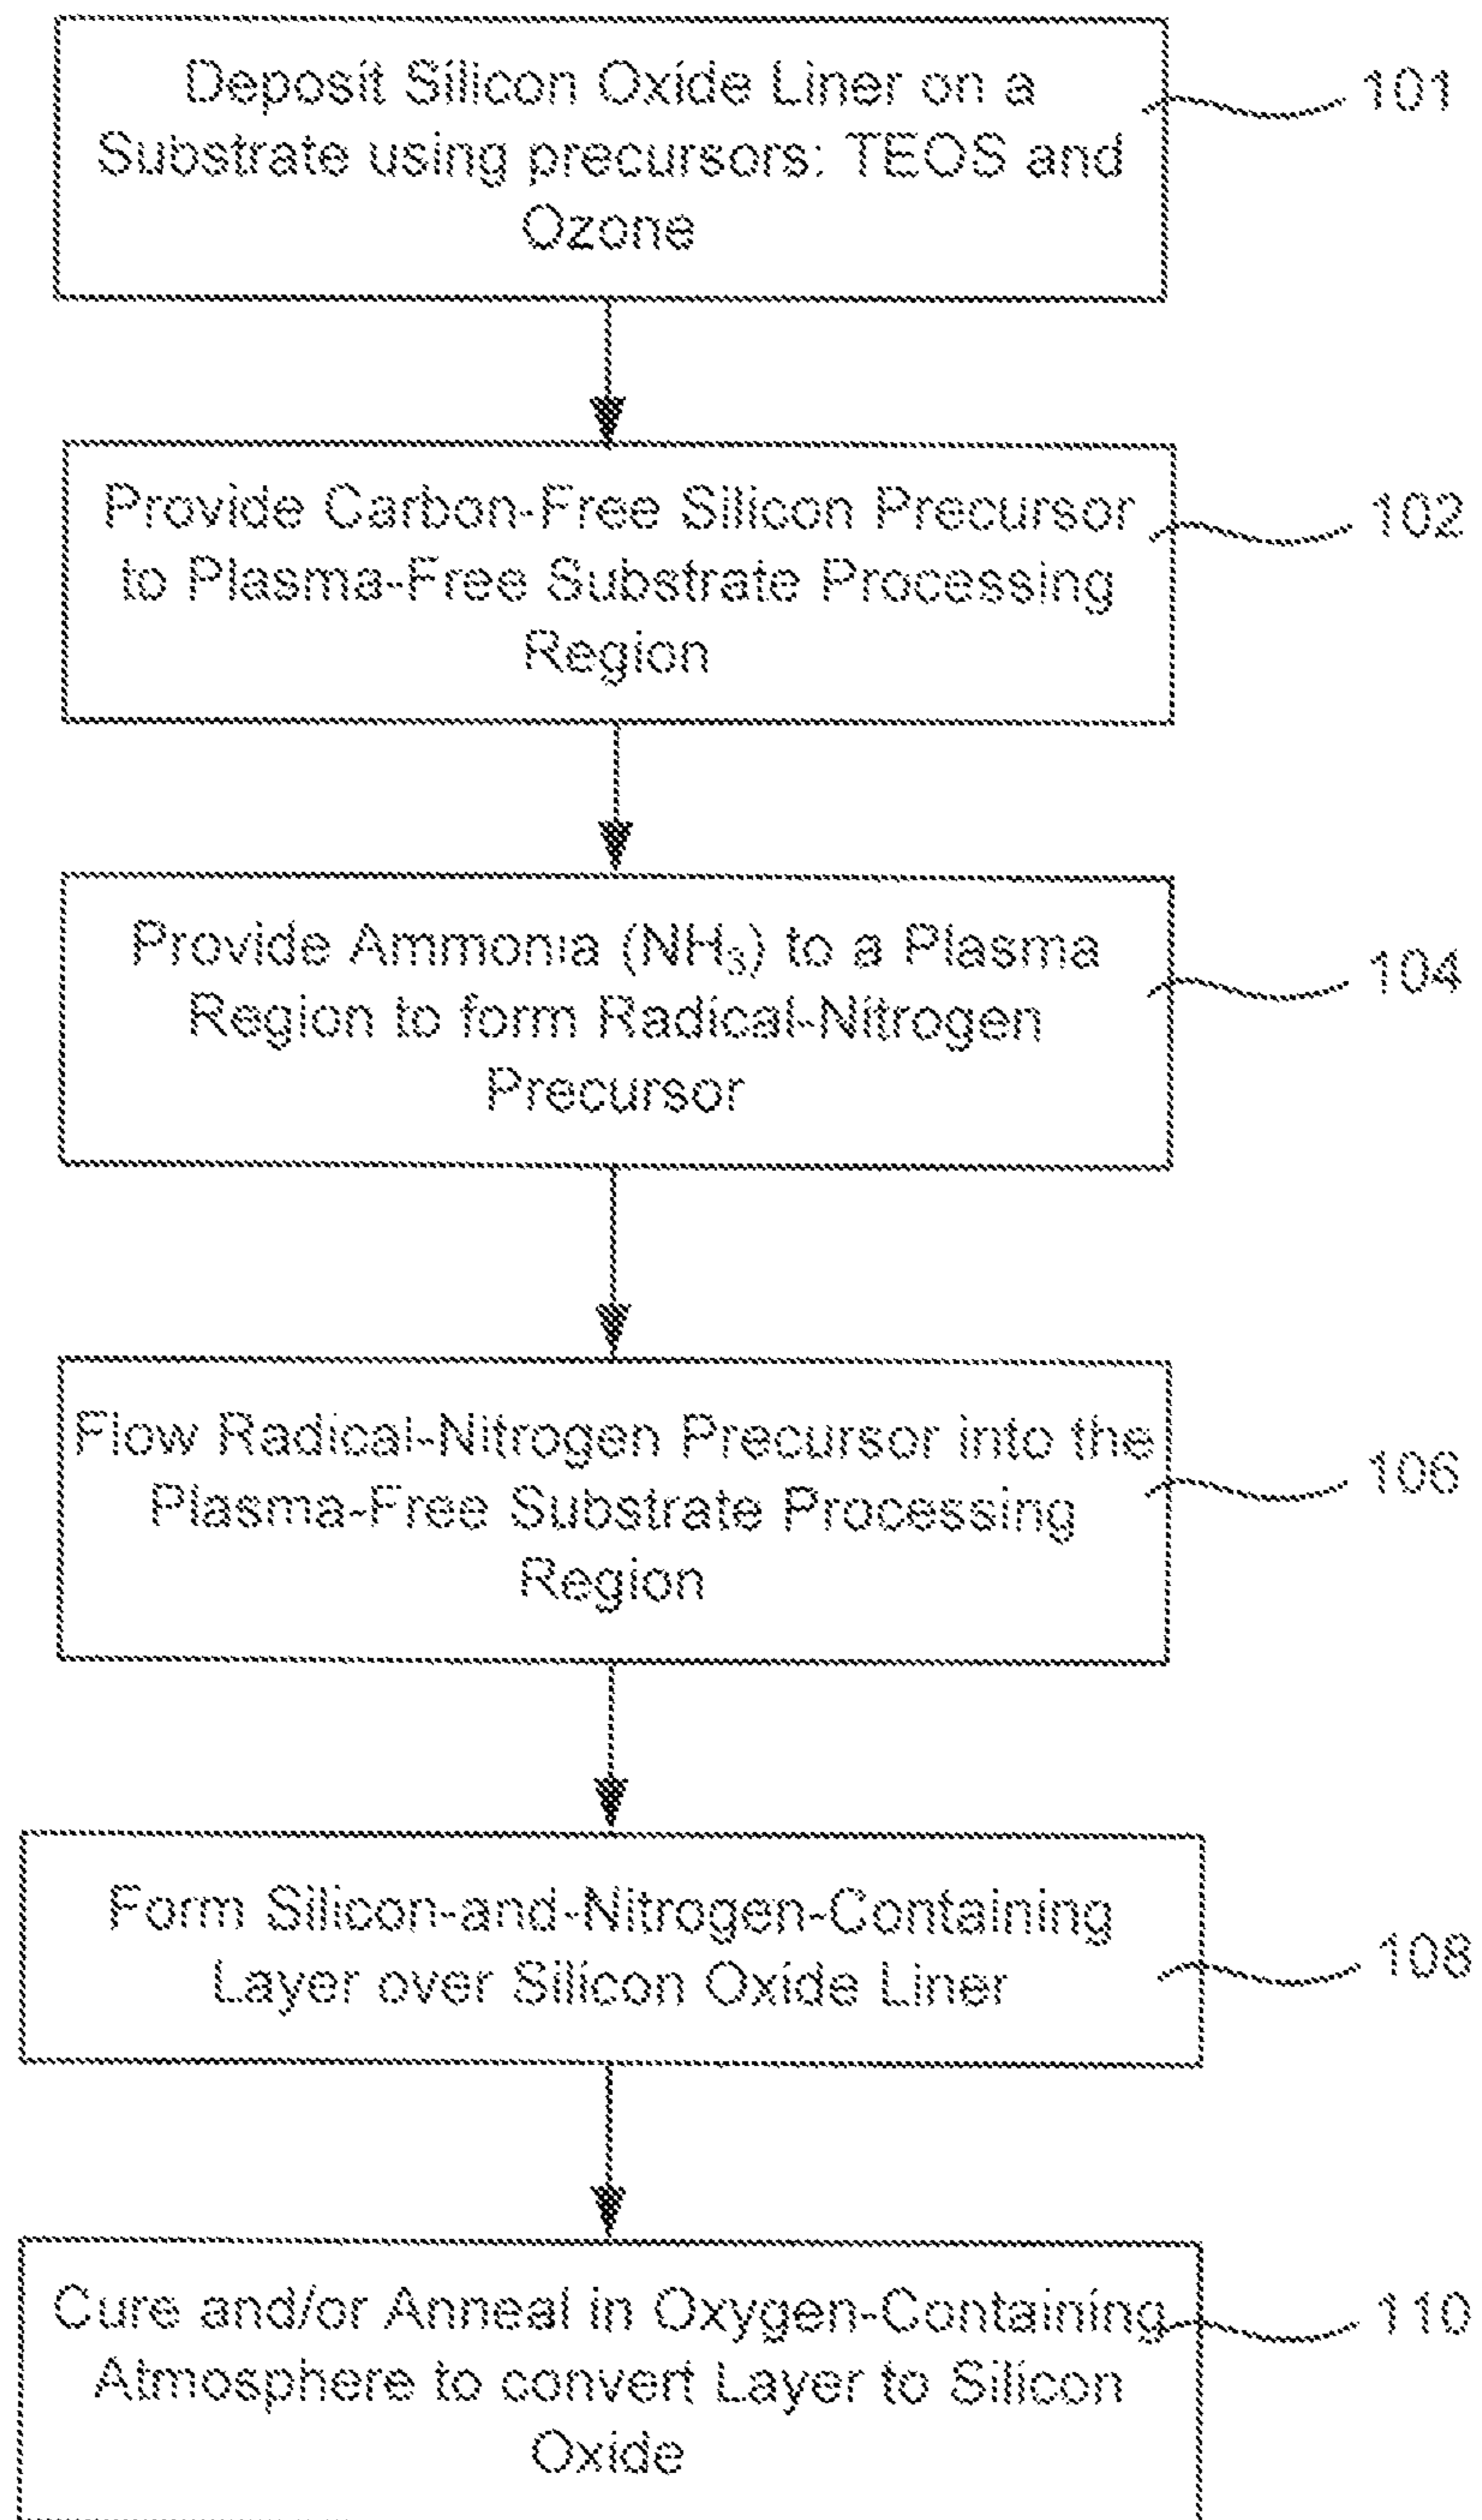 Deposit Silicon Oxide Liner on a
Substrate using precursors: TEOS and
Ozone
101
Provide Carbon-Free Silicon Precursor
to Plasma-Free Substrate Processing
Region
102
Provide Ammonia (NH₃) to a Plasma
Region to form Radical-Nitrogen
Precursor
104
Flow Radical-Nitrogen Precursor into the
Plasma-Free Substrate Processing
Region
106
Form Silicon-and-Nitrogen-Containing
Layer over Silicon Oxide Liner
108
Cure and/or Anneal in Oxygen-Containing
Atmosphere to convert Layer to Silicon
Oxide
110